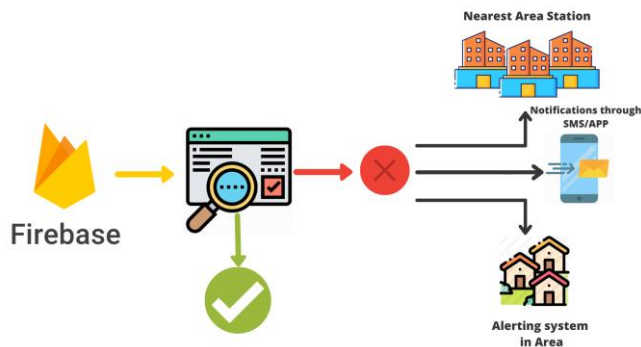 Nearest Area Station
Notifications through
SMS/APP
Firebase
Alerting system
in Area